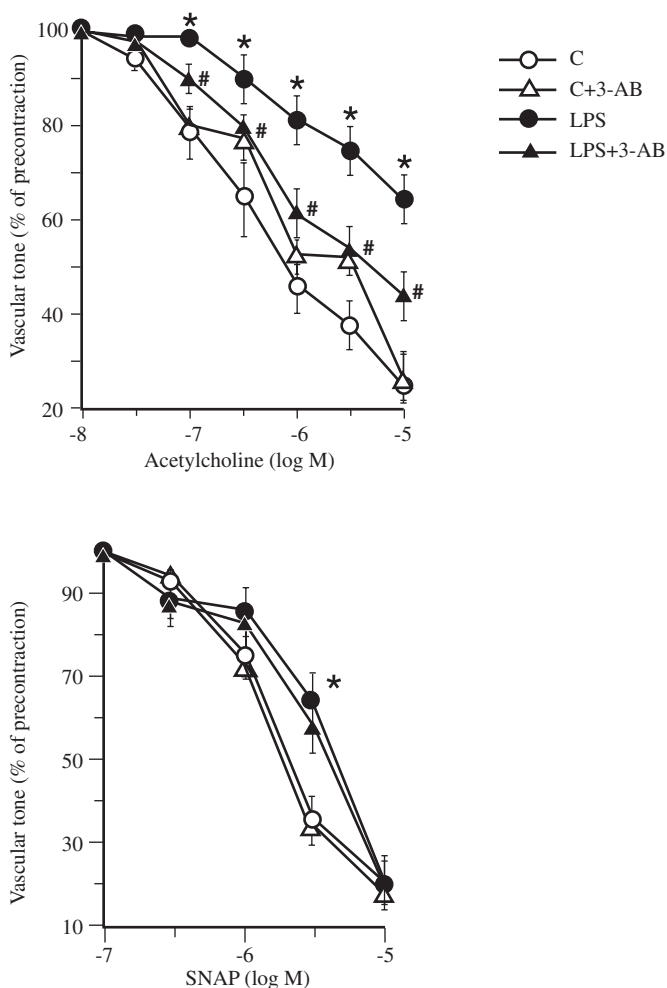 Vascular tone (% of precontraction)
100
80
60
40
20
* * * * *
# # # # #
-8 -7 -6 -5
Acetylcholine (log M)
C
C+3-AB
LPS
LPS+3-AB
Vascular tone (% of precontraction)
90
70
50
30
10
*
-7 -6 -5
SNAP (log M)